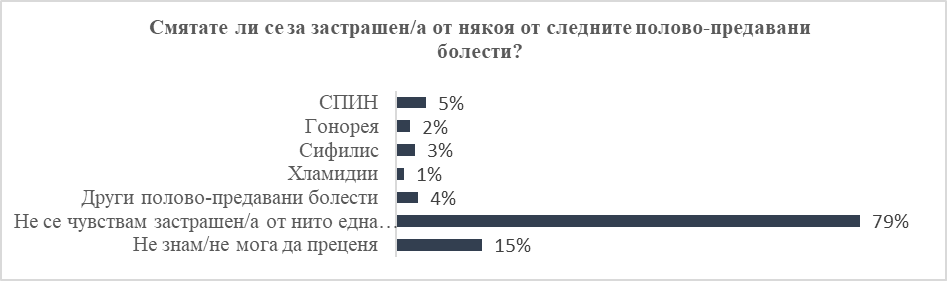 Смятате ли се за застрашен/а от някоя от следните полово-предавани
болести?
СПИН 5%
Гонорея 2%
Сифилис 3%
Хламидии 1%
Други полово-предавани болести 4%
Не се чувствам застрашен/а от нито една… 79%
Не знам/не мога да преценя 15%